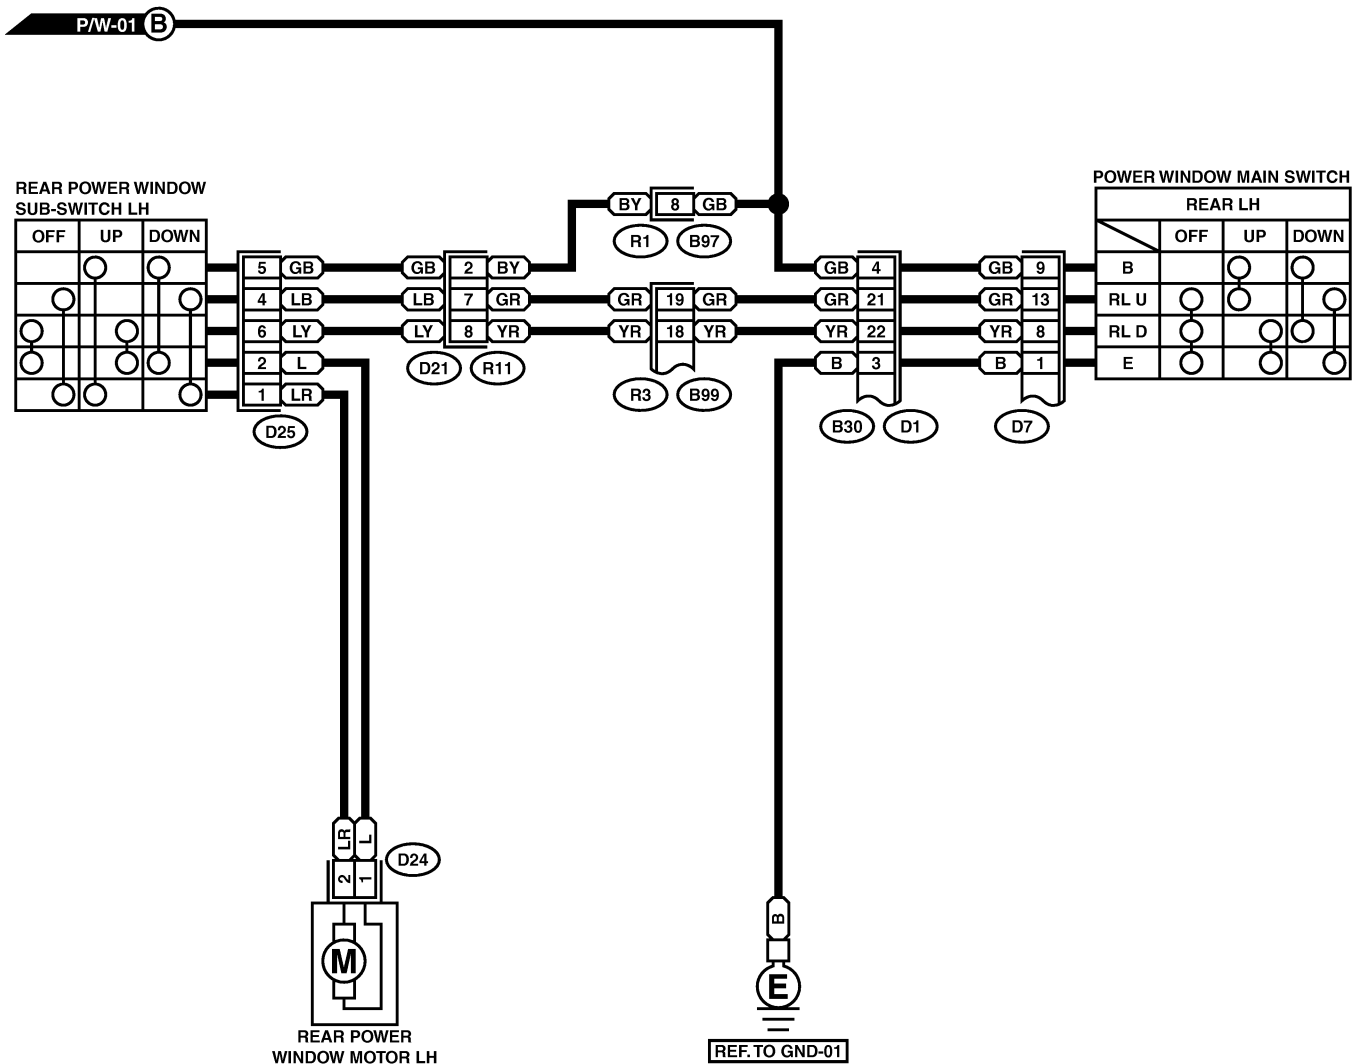 P/W-01 B
POWER WINDOW MAIN SWITCH
REAR POWER WINDOW
SUB-SWITCH LH
BY 8 GB
REAR LH
OFF UP DOWN
OFF UP DOWN
R1 B97
5 GB GB 2 BY GB 4 GB 9 B
4 LB LB 7 GR GR 19 GR GR 21 GR 13 RL U
6 LY LY 8 YR YR 18 YR YR 22 YR 8 RL D
2 L B 3 B 1 E
D21 R11
1 LR
R3 B99
D25
B30 D1 D7
LR L
D24
2 1
B
M
E
REAR POWER
WINDOW MOTOR LH
REF. TO GND-01